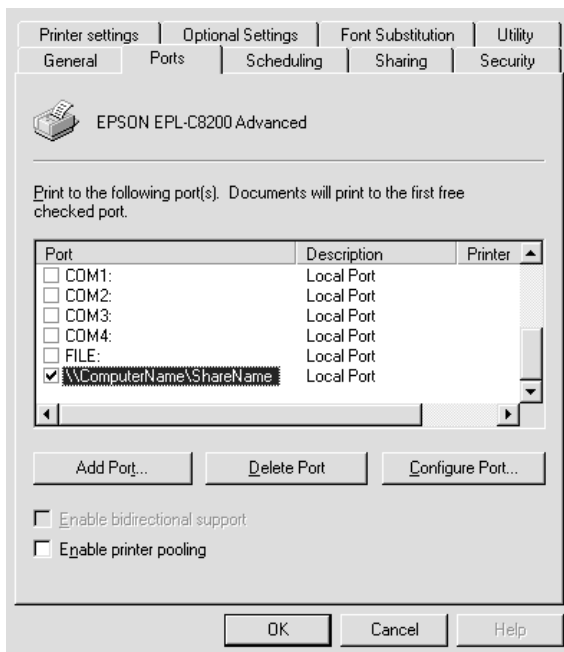 Printer settings Optional Settings Font Substitution Utility
General Ports Scheduling Sharing Security
EPSON EPL-C8200 Advanced
Print to the following port(s). Documents will print to the first free
checked port.
Port Description Printer
COM1: Local Port
COM2: Local Port
COM3: Local Port
COM4: Local Port
FILE: Local Port
\\ComputerName\ShareName Local Port
Add Port... Delete Port Configure Port...
Enable bidirectional support
Enable printer pooling
OK Cancel Help